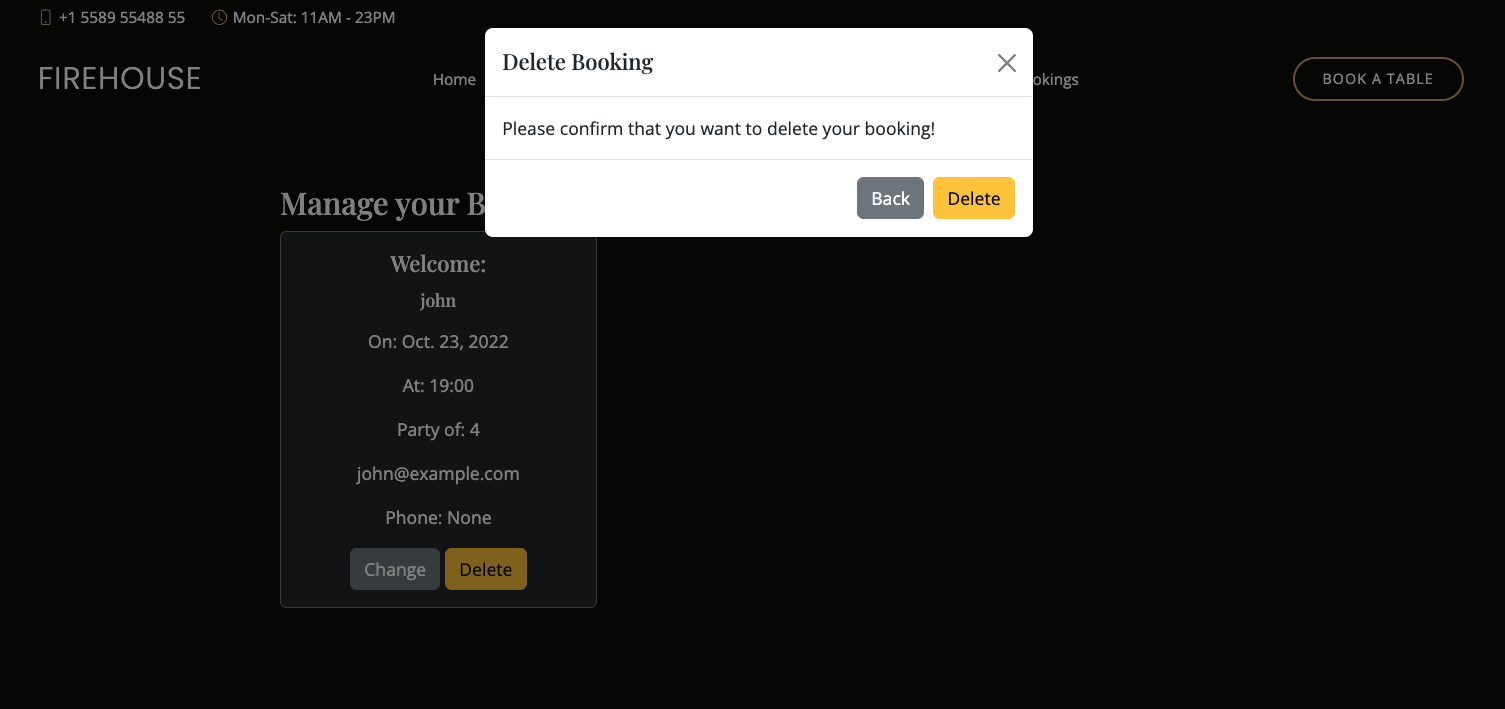 +1 5589 55488 55 Mon-Sat: 11AM - 23PM
FIREHOUSE
Home
BOOK A TABLE
Delete Booking
Please confirm that you want to delete your booking!
Back Delete
Manage your
Welcome:
john
On: Oct. 23, 2022
At: 19:00
Party of: 4
john@example.com
Phone: None
Change Delete